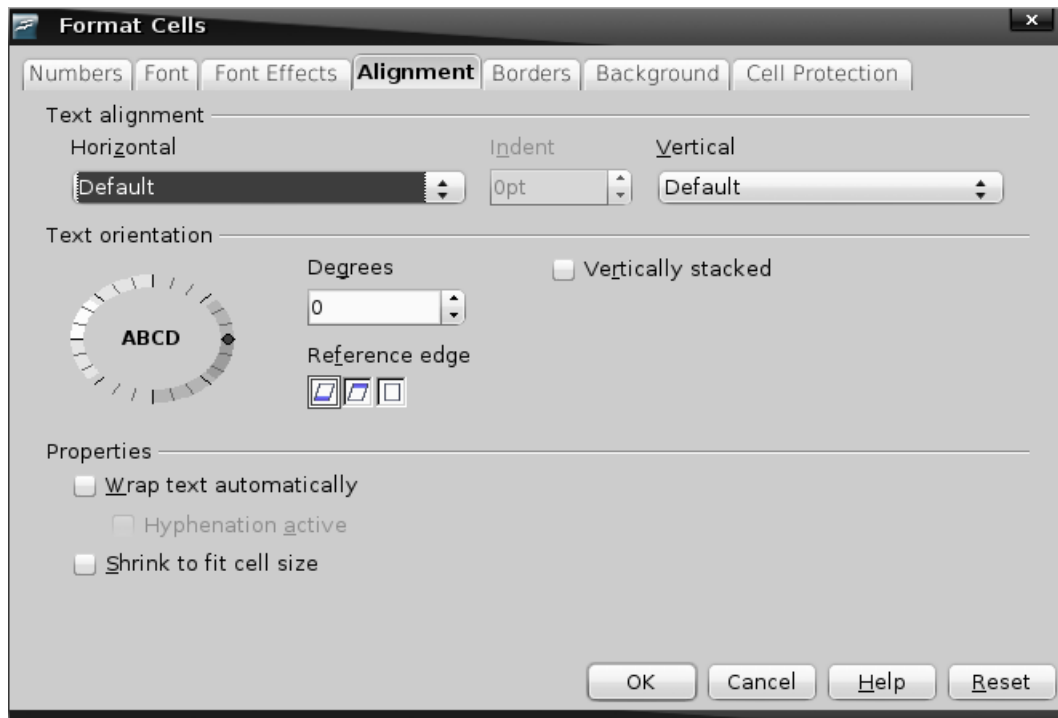 Format Cells
Numbers Font Font Effects Alignment Borders Background Cell Protection
Text alignment
Horizontal Indent Vertical
Default 0pt Default
Text orientation
Degrees Vertically stacked
0
ABCD
Reference edge
Properties
Wrap text automatically
Hyphenation active
Shrink to fit cell size
OK Cancel Help Reset